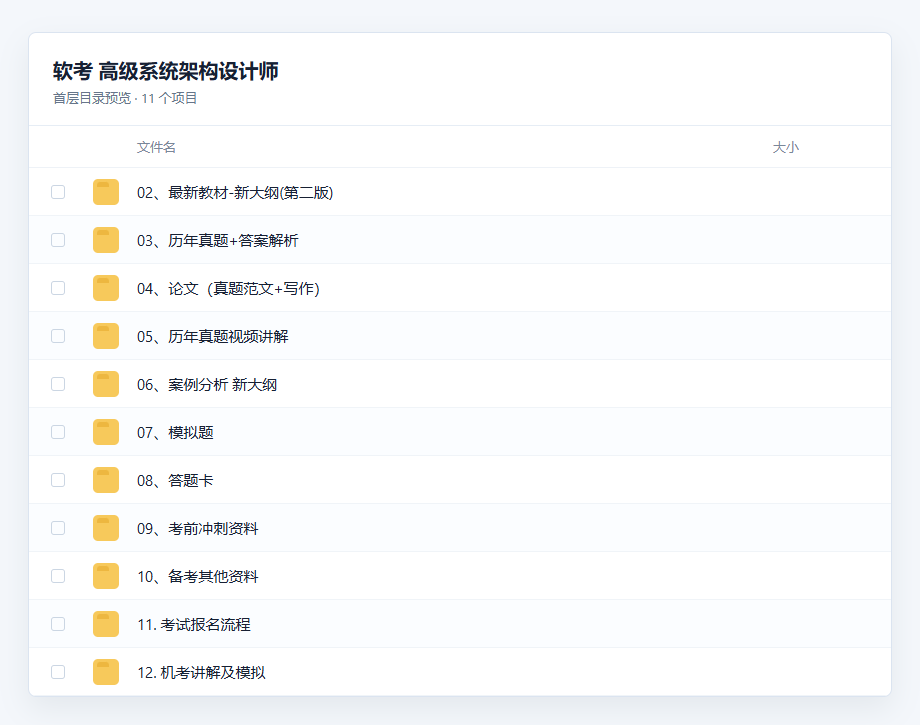 软考 高级系统架构设计师
首层目录预览 · 11 个项目
文件名 大小
02、最新教材-新大纲(第二版)
03、历年真题+答案解析
04、论文（真题范文+写作）
05、历年真题视频讲解
06、案例分析 新大纲
07、模拟题
08、答题卡
09、考前冲刺资料
10、备考其他资料
11. 考试报名流程
12. 机考讲解及模拟